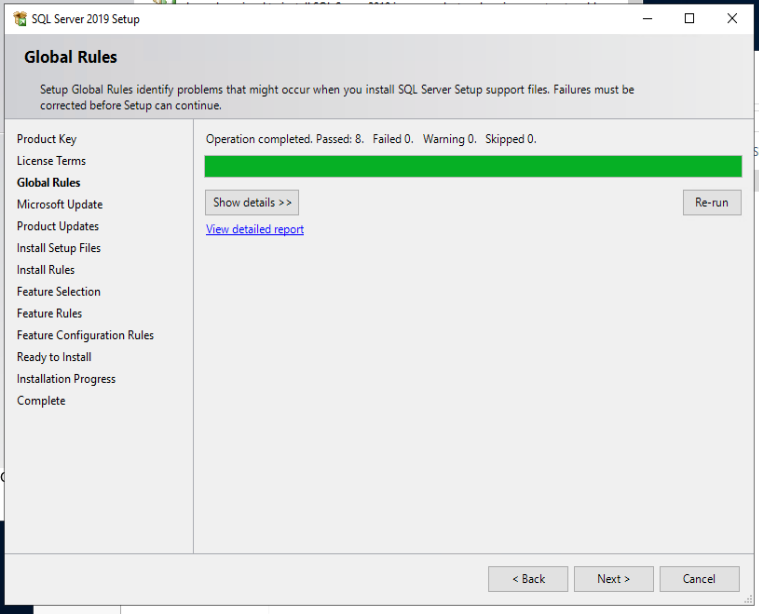 SQL Server 2019 Setup
Global Rules
Setup Global Rules identify problems that might occur when you install SQL Server Setup support files. Failures must be
corrected before Setup can continue.
Product Key
License Terms
Global Rules
Microsoft Update
Product Updates
Install Setup Files
Install Rules
Feature Selection
Feature Rules
Feature Configuration Rules
Ready to Install
Installation Progress
Complete
Operation completed. Passed: 8. Failed 0. Warning 0. Skipped 0.
Show details >>
Re-run
View detailed report
< Back
Next >
Cancel